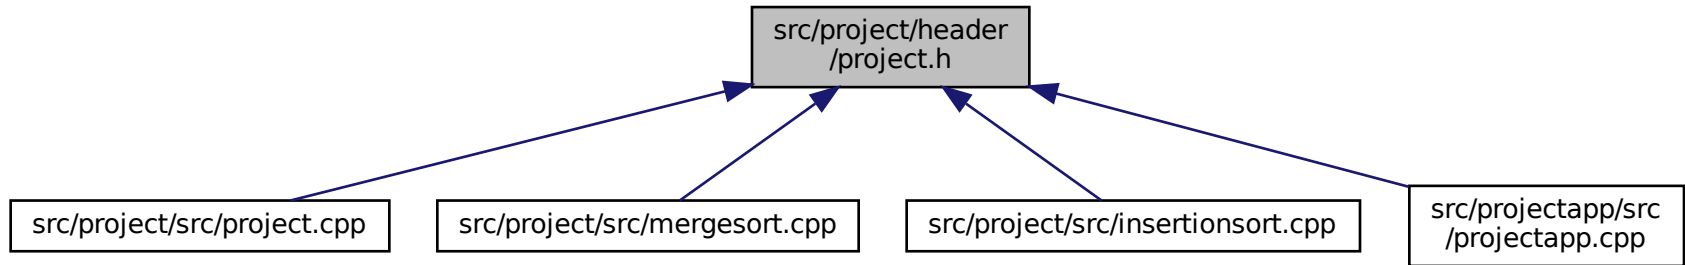 src/project/header
/project.h
src/project/src/project.cpp
src/project/src/mergesort.cpp
src/project/src/insertionsort.cpp
src/projectapp/src
/projectapp.cpp